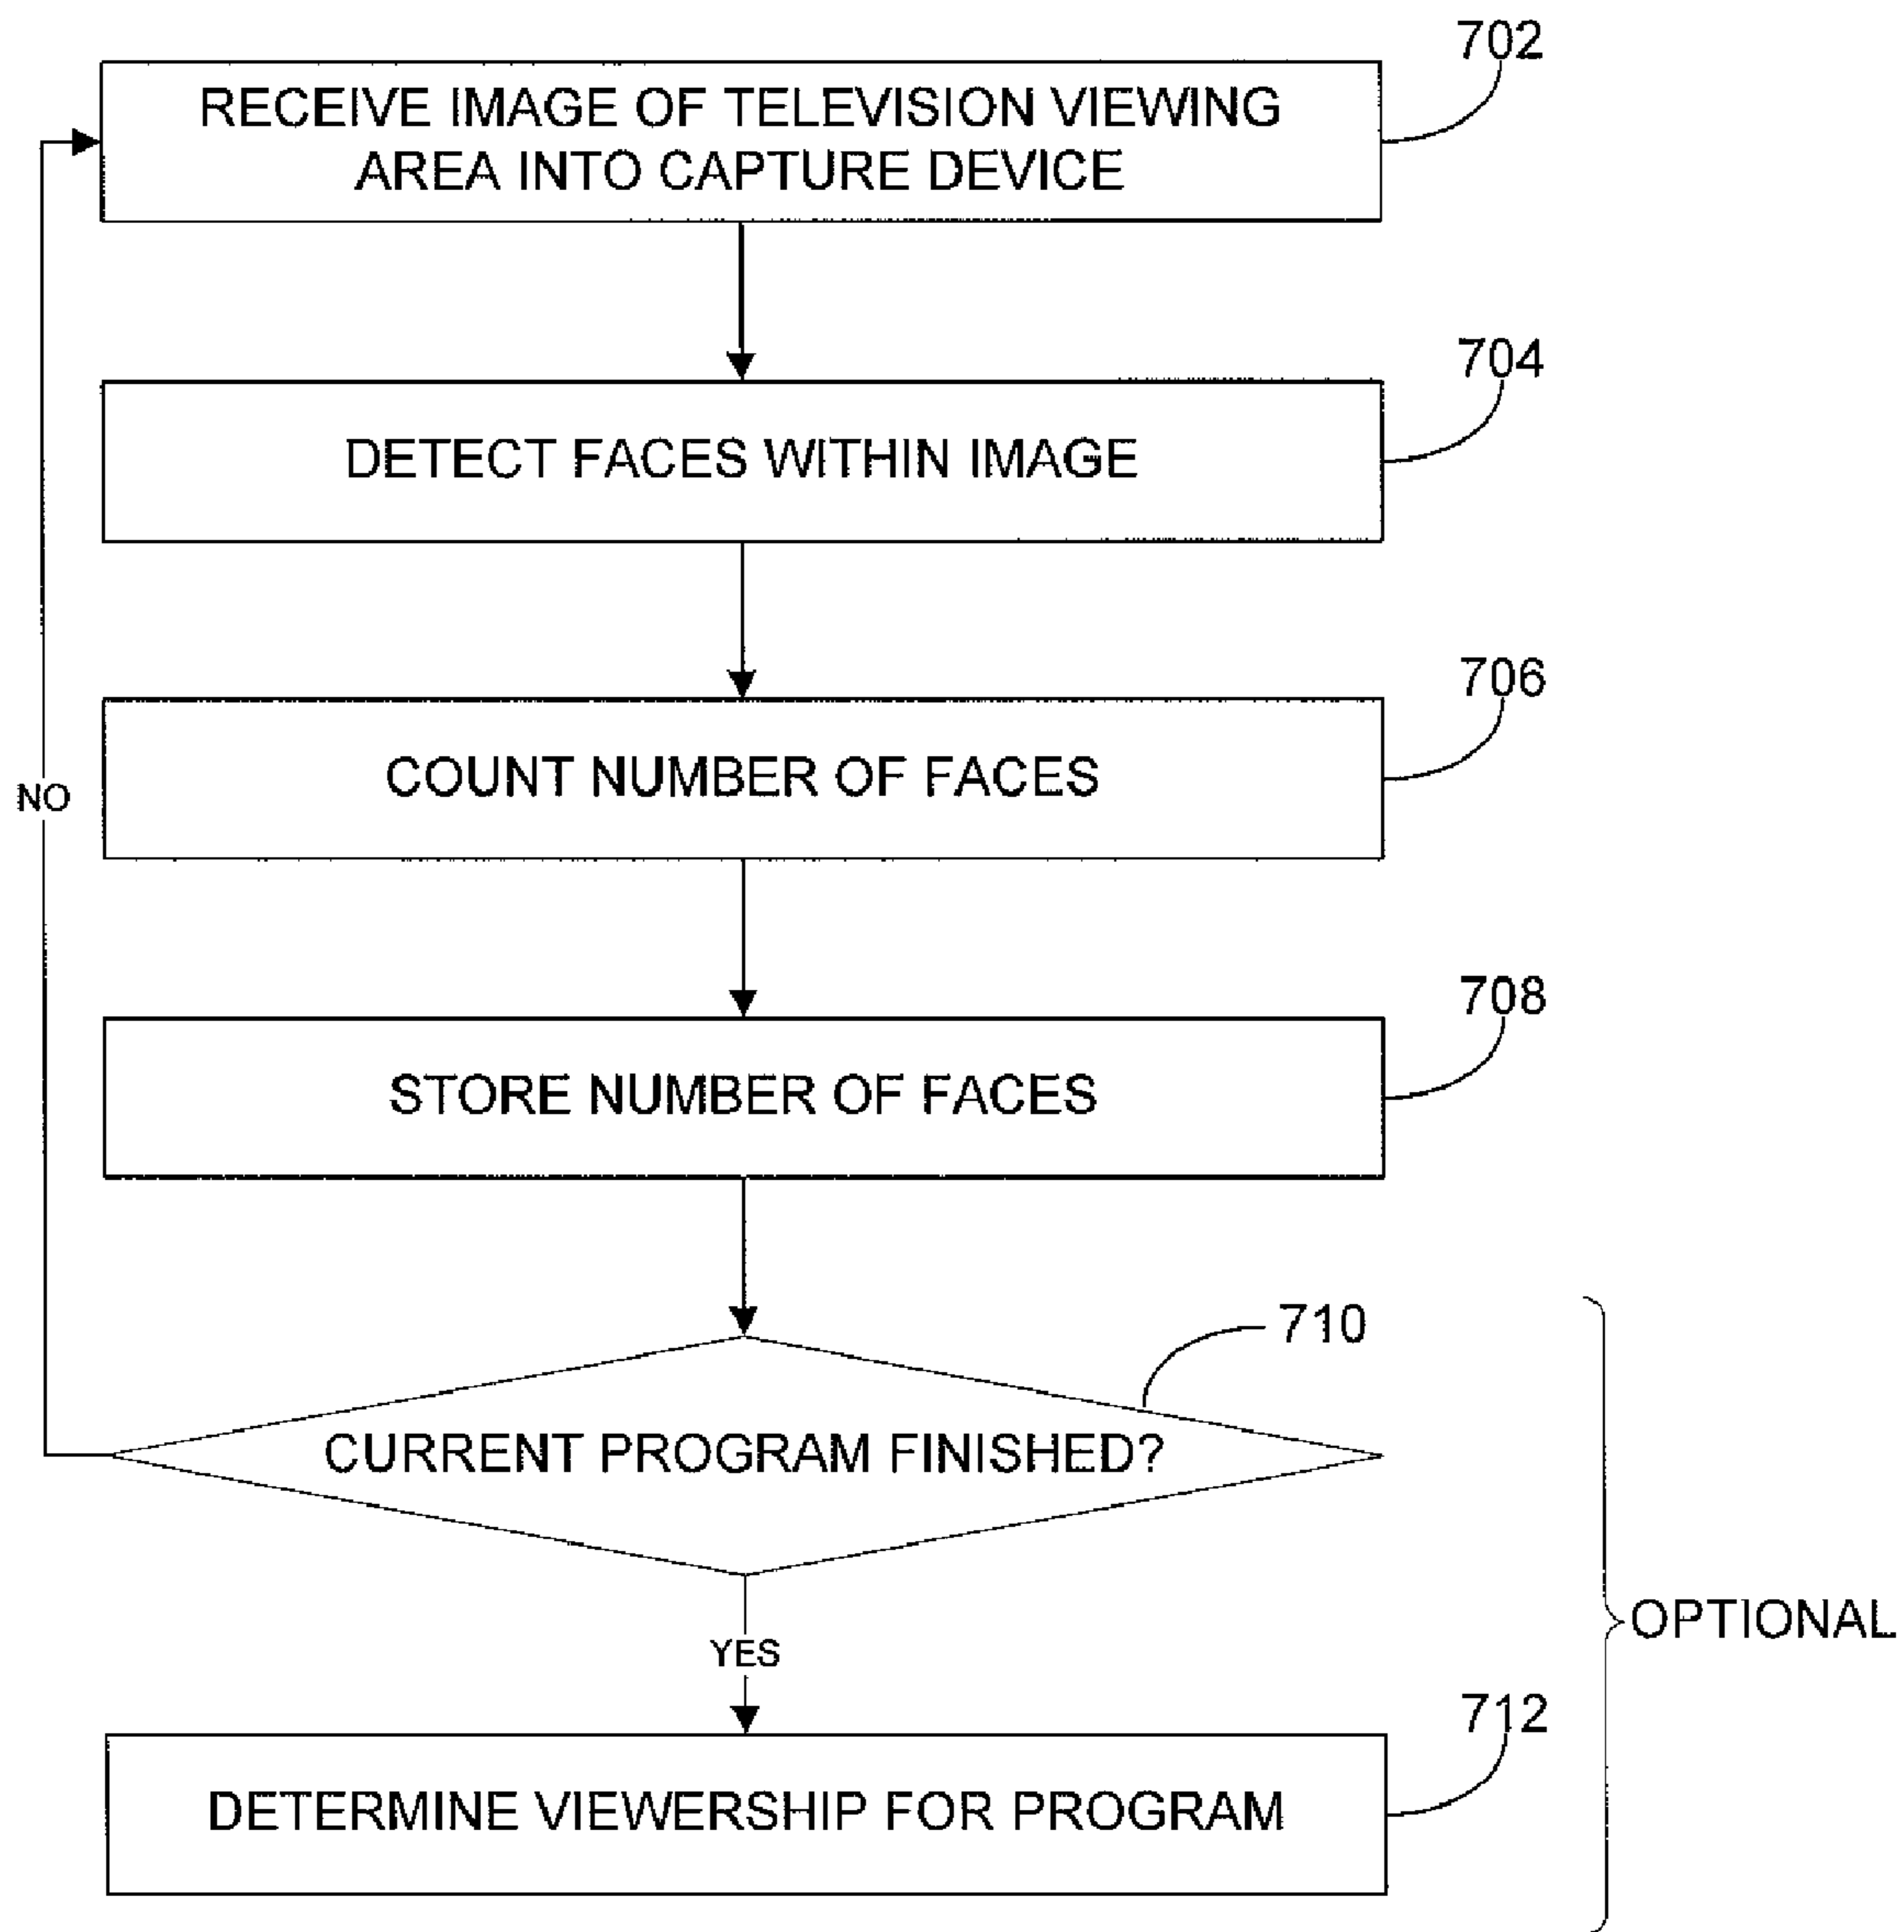 702
RECEIVE IMAGE OF TELEVISION VIEWING
AREA INTO CAPTURE DEVICE
704
DETECT FACES WITHIN IMAGE
706
COUNT NUMBER OF FACES
NO
708
STORE NUMBER OF FACES
710
CURRENT PROGRAM FINISHED?
OPTIONAL
YES
712
DETERMINE VIEWERSHIP FOR PROGRAM